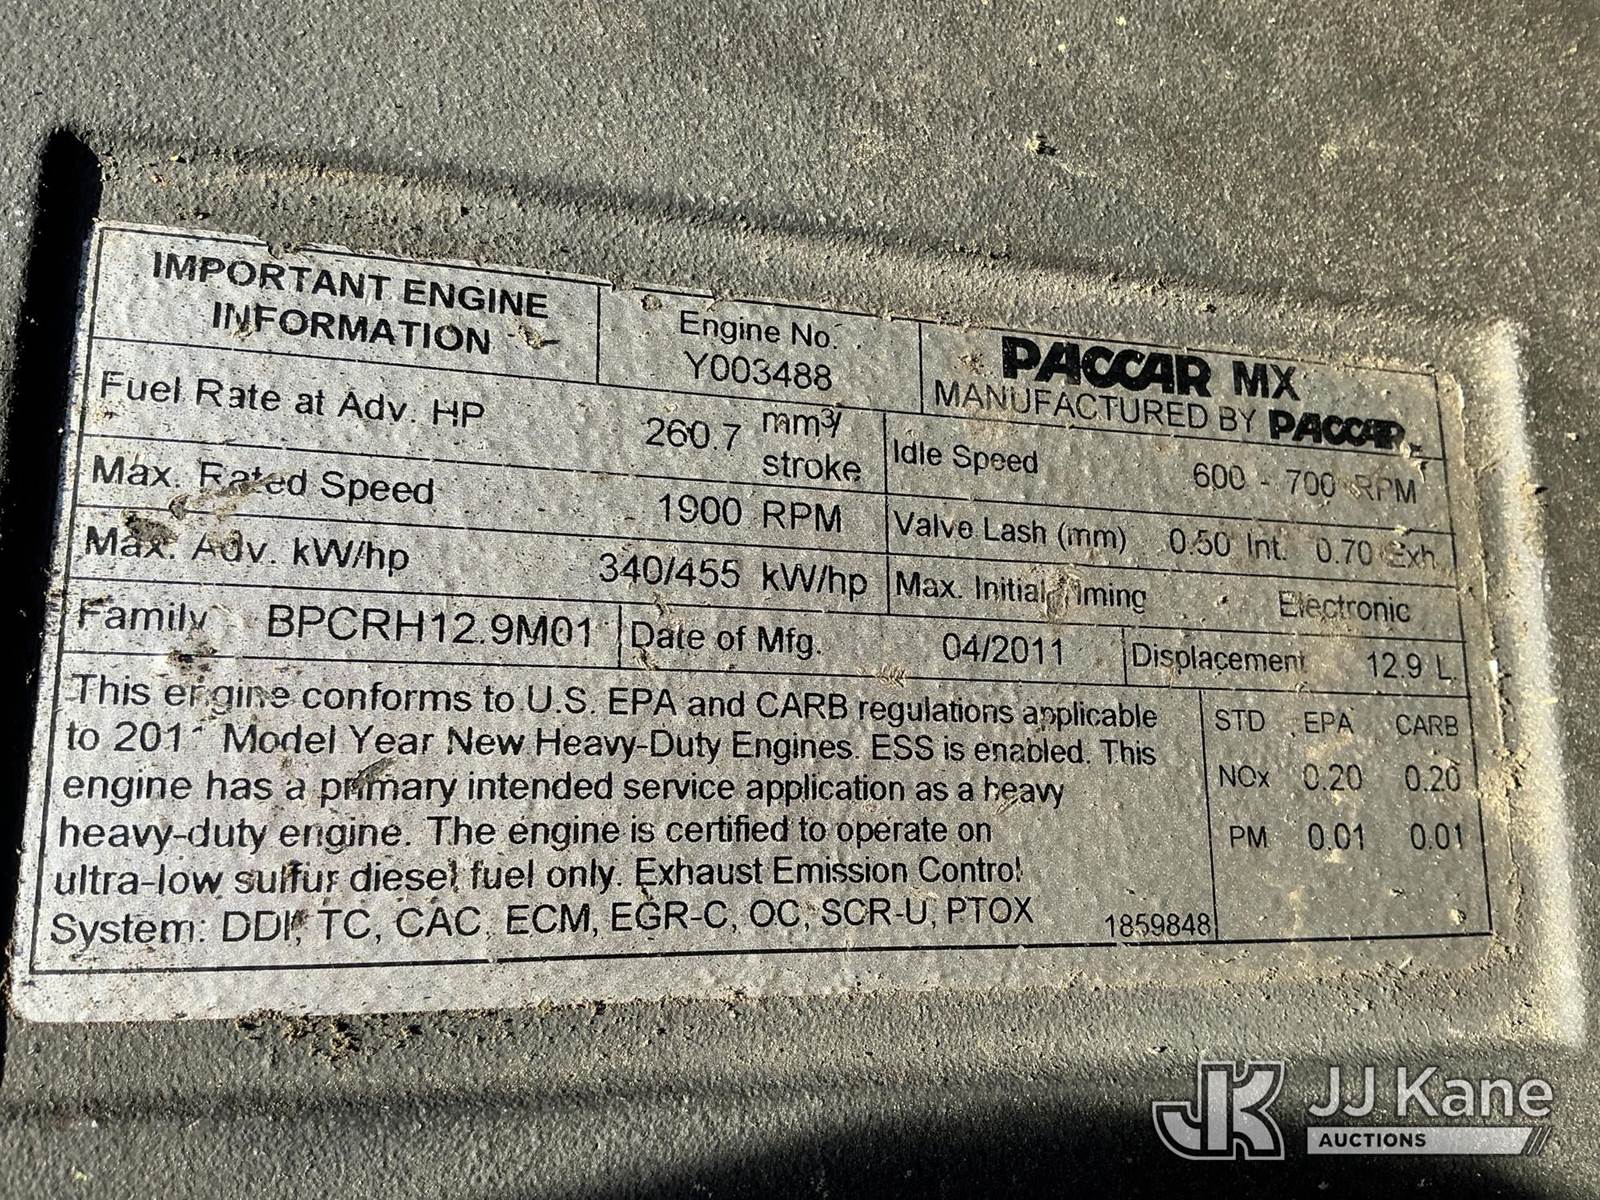 IMPORTANT ENGINE
INFORMATION
Engine No.
Y003488
PACCAR MX
MANUFACTURED BY PACCAR
Fuel Rate at Adv. HP 260.7 mm³/
stroke
Idle Speed 600 - 700 RPM
Max. Rated Speed 1900 RPM
Valve Lash (mm) 0.50 Int. 0.70 Exh.
Max. Adv. kW/hp 340/455 kW/hp
Max. Initial Timing Electronic
Family BPCRH12.9M01
Date of Mfg. 04/2011
Displacement 12.9 L
This engine conforms to U.S. EPA and CARB regulations applicable
to 2011 Model Year New Heavy-Duty Engines. ESS is enabled. This
engine has a primary intended service application as a heavy
heavy-duty engine. The engine is certified to operate on
ultra-low sulfur diesel fuel only. Exhaust Emission Control
System: DDI, TC, CAC, ECM, EGR-C, OC, SCR-U, PTOX
1859848
STD EPA CARB
NOx 0.20 0.20
PM 0.01 0.01
JK JJ Kane
AUCTIONS